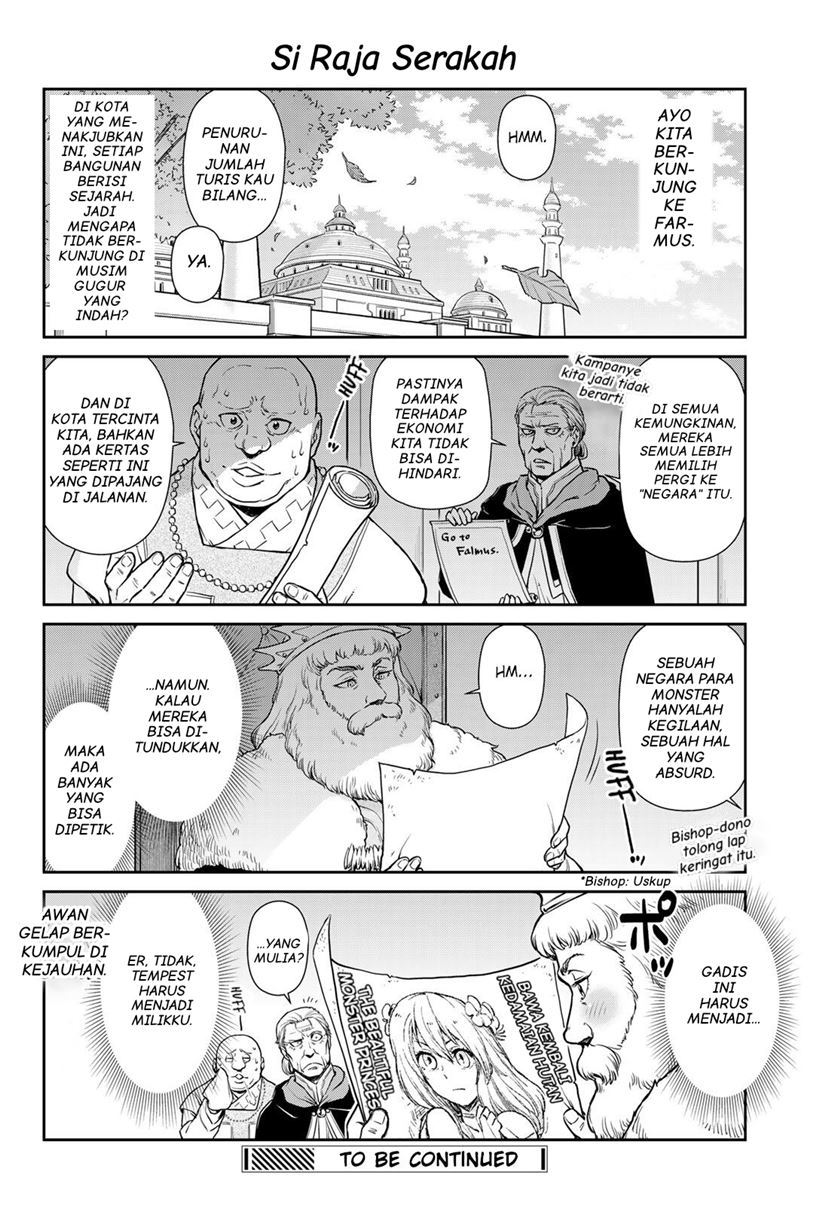 Si Raja Serakah
AYO
KITA
BER-
KUN-
JUNG
KE
FAR-
MUS.
HMM.
PENURU-
NAN
JUMLAH
TURIS KAU
BILANG...
YA.
DI KOTA
YANG ME-
NAKJUBKAN
INI, SETIAP
BANGUNAN
BERISI
SEJARAH.
JADI
MENGAPA
TIDAK BER-
KUNJUNG DI
MUSIM
GUGUR
YANG
INDAH?
Kampanye
kita jadi tidak
berarti.
DI SEMUA
KEMUNGKINAN,
MEREKA
SEMUA LEBIH
MEMILIH
PERGI KE
"NEGARA" ITU.
Go to
Falmus.
PASTINYA
DAMPAK
TERHADAP
EKONOMI
KITA TIDAK
BISA DI-
HINDARI.
HUFF
DAN DI
KOTA TERCINTA
KITA, BAHKAN
ADA KERTAS
SEPERTI INI
YANG DIPAJANG
DI JALANAN.
SEBUAH
NEGARA PARA
MONSTER
HANYALAH
KEGILAAN,
SEBUAH HAL
YANG
ABSURD.
HUFF
Bishop-dono
tolong lap
keringat itu.
*Bishop: Uskup
HM...
...NAMUN.
KALAU
MEREKA
BISA DI-
TUNDUKKAN,
MAKA
ADA
BANYAK
YANG
BISA
DIPETIK.
GADIS
INI
HARUS
MENJADI...
ポッ
BAWA KEMBALI
KEDAMAIAN HUTAN
THE BEAUTIFUL
MONSTER PRINCES
...YANG
MULIA?
HUFF
ER, TIDAK,
TEMPEST
HARUS
MENJADI
MILIKKU.
AWAN
GELAP BER-
KUMPUL DI
KEJAUHAN.
TO BE CONTINUED